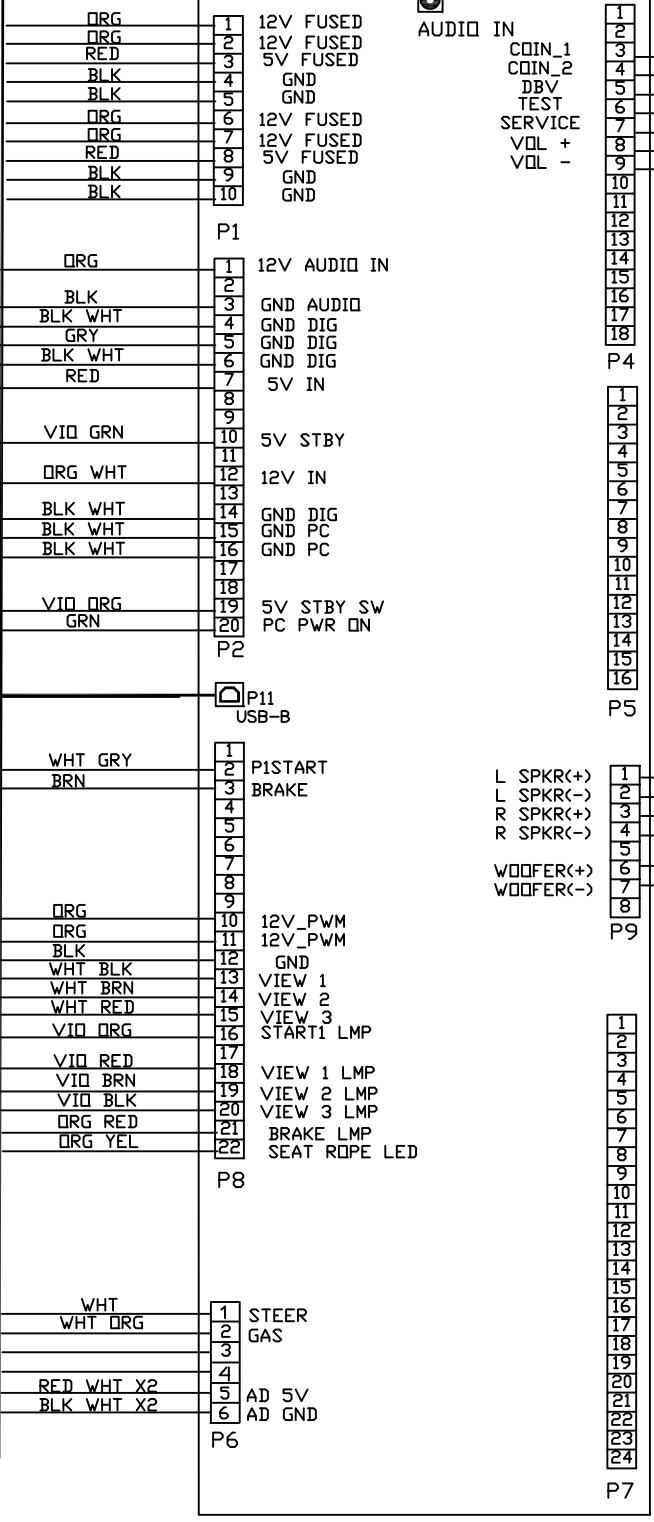 ORG 1 12V FUSED
ORG 2 12V FUSED
RED 3 5V FUSED
BLK 4 GND
BLK 5 GND
ORG 6 12V FUSED
ORG 7 12V FUSED
RED 8 5V FUSED
BLK 9 GND
BLK 10 GND
P1
ORG 1 12V AUDIO IN
2
BLK 3 GND AUDIO
BLK WHT 4 GND DIG
GRY 5 GND DIG
BLK WHT 6 GND DIG
RED 7 5V IN
8
9
VIO GRN 10 5V STBY
11
ORG WHT 12 12V IN
13
BLK WHT 14 GND DIG
BLK WHT 15 GND PC
BLK WHT 16 GND PC
17
18
VIO ORG 19 5V STBY SW
GRN 20 PC PWR ON
P2
P11
USB-B
1
WHT GRY 2 P1START
BRN 3 BRAKE
4
5
6
7
8
9
ORG 10 12V_PWM
ORG 11 12V_PWM
BLK 12 GND
WHT BLK 13 VIEW 1
WHT BRN 14 VIEW 2
WHT RED 15 VIEW 3
VIO ORG 16 START1 LMP
17
VIO RED 18 VIEW 1 LMP
VIO BRN 19 VIEW 2 LMP
VIO BLK 20 VIEW 3 LMP
ORG RED 21 BRAKE LMP
ORG YEL 22 SEAT ROPE LED
P8
WHT 1 STEER
WHT ORG 2 GAS
3
4
RED WHT X2 5 AD 5V
BLK WHT X2 6 AD GND
P6
AUDIO IN
1
2
COIN_1 3
COIN_2 4
DBV 5
TEST 6
SERVICE 7
VOL + 8
VOL - 9
10
11
12
13
14
15
16
17
18
P4
1
2
3
4
5
6
7
8
9
10
11
12
13
14
15
16
P5
L SPKR(+) 1
L SPKR(-) 2
R SPKR(+) 3
R SPKR(-) 4
5
WOOFER(+) 6
WOOFER(-) 7
8
P9
1
2
3
4
5
6
7
8
9
10
11
12
13
14
15
16
17
18
19
20
21
22
23
24
P7